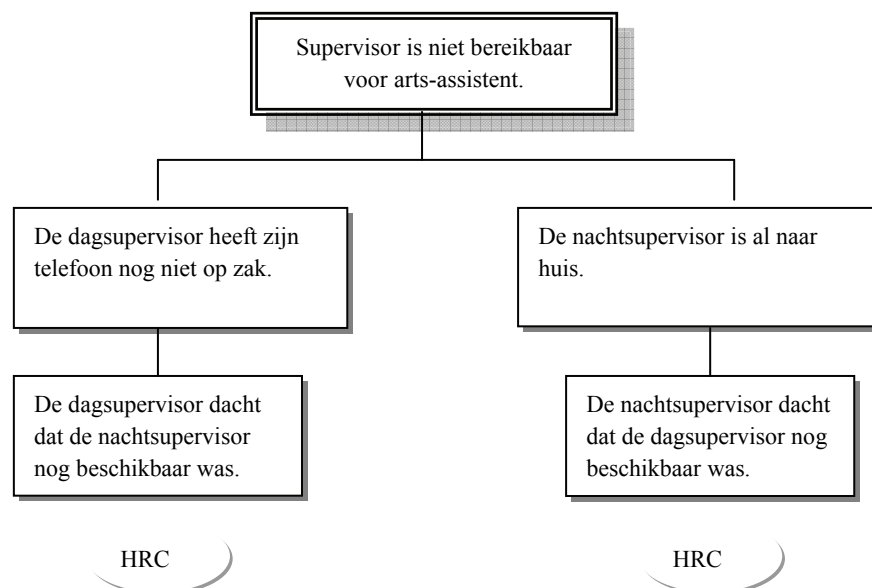 Supervisor is niet bereikbaar
voor arts-assistent.
De dagsupervisor heeft zijn
telefoon nog niet op zak.
De nachtsupervisor is al naar
huis.
De dagsupervisor dacht
dat de nachtsupervisor
nog beschikbaar was.
De nachtsupervisor dacht
dat de dagsupervisor nog
beschikbaar was.
HRC
HRC